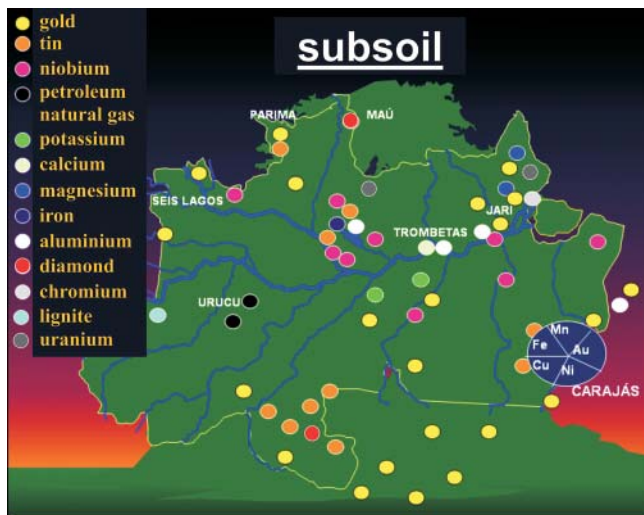 subsoil
gold
tin
niobium
petroleum
natural gas
potassium
calcium
magnesium
iron
aluminium
diamond
chromium
lignite
uranium
PARIMA
MAÚ
SEIS LAGOS
JARI
TROMBETAS
URUCU
Mn
Fe
Au
Cu
Ni
CARAJÁS